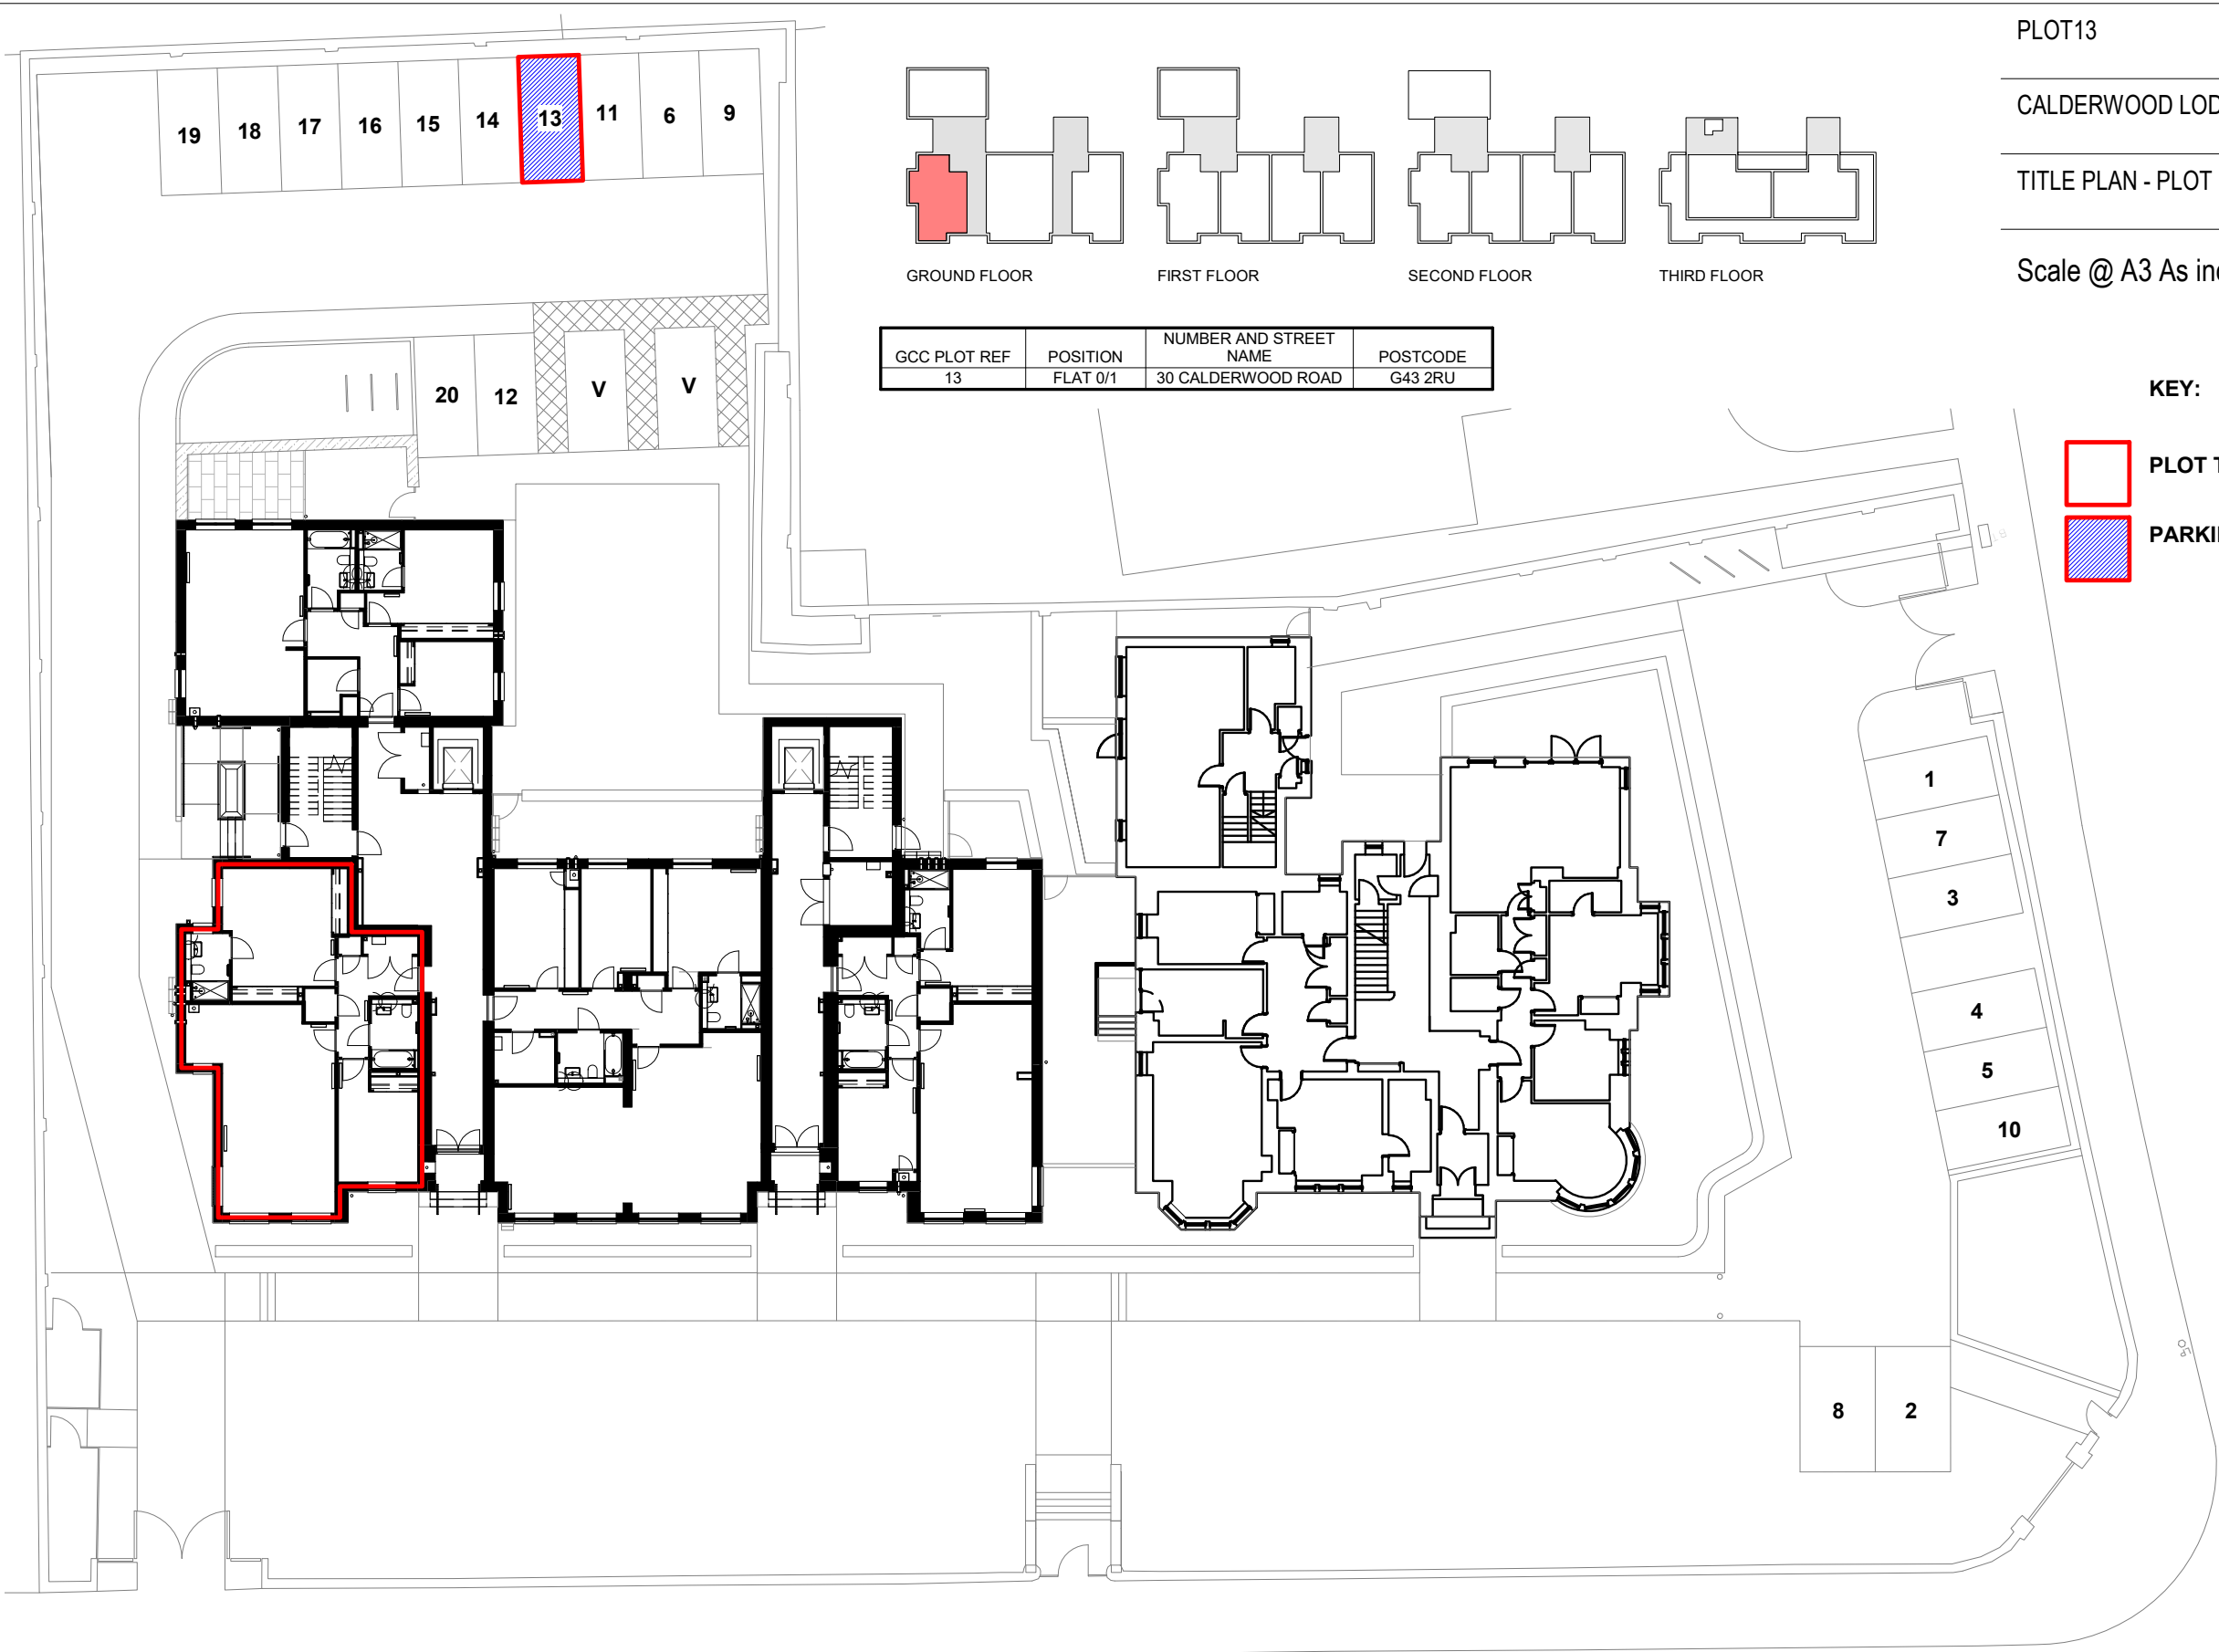 PLOT13
CALDERWOOD LOD
TITLE PLAN - PLOT
Scale @ A3 As in
19 18 17 16 15 14 13 11 6 9
GROUND FLOOR
FIRST FLOOR
SECOND FLOOR
THIRD FLOOR
GCC PLOT REF POSITION NUMBER AND STREET NAME POSTCODE
13 FLAT 0/1 30 CALDERWOOD ROAD G43 2RU
20 12 V V
KEY:
PLOT T
PARKI
1
7
3
4
5
10
8 2